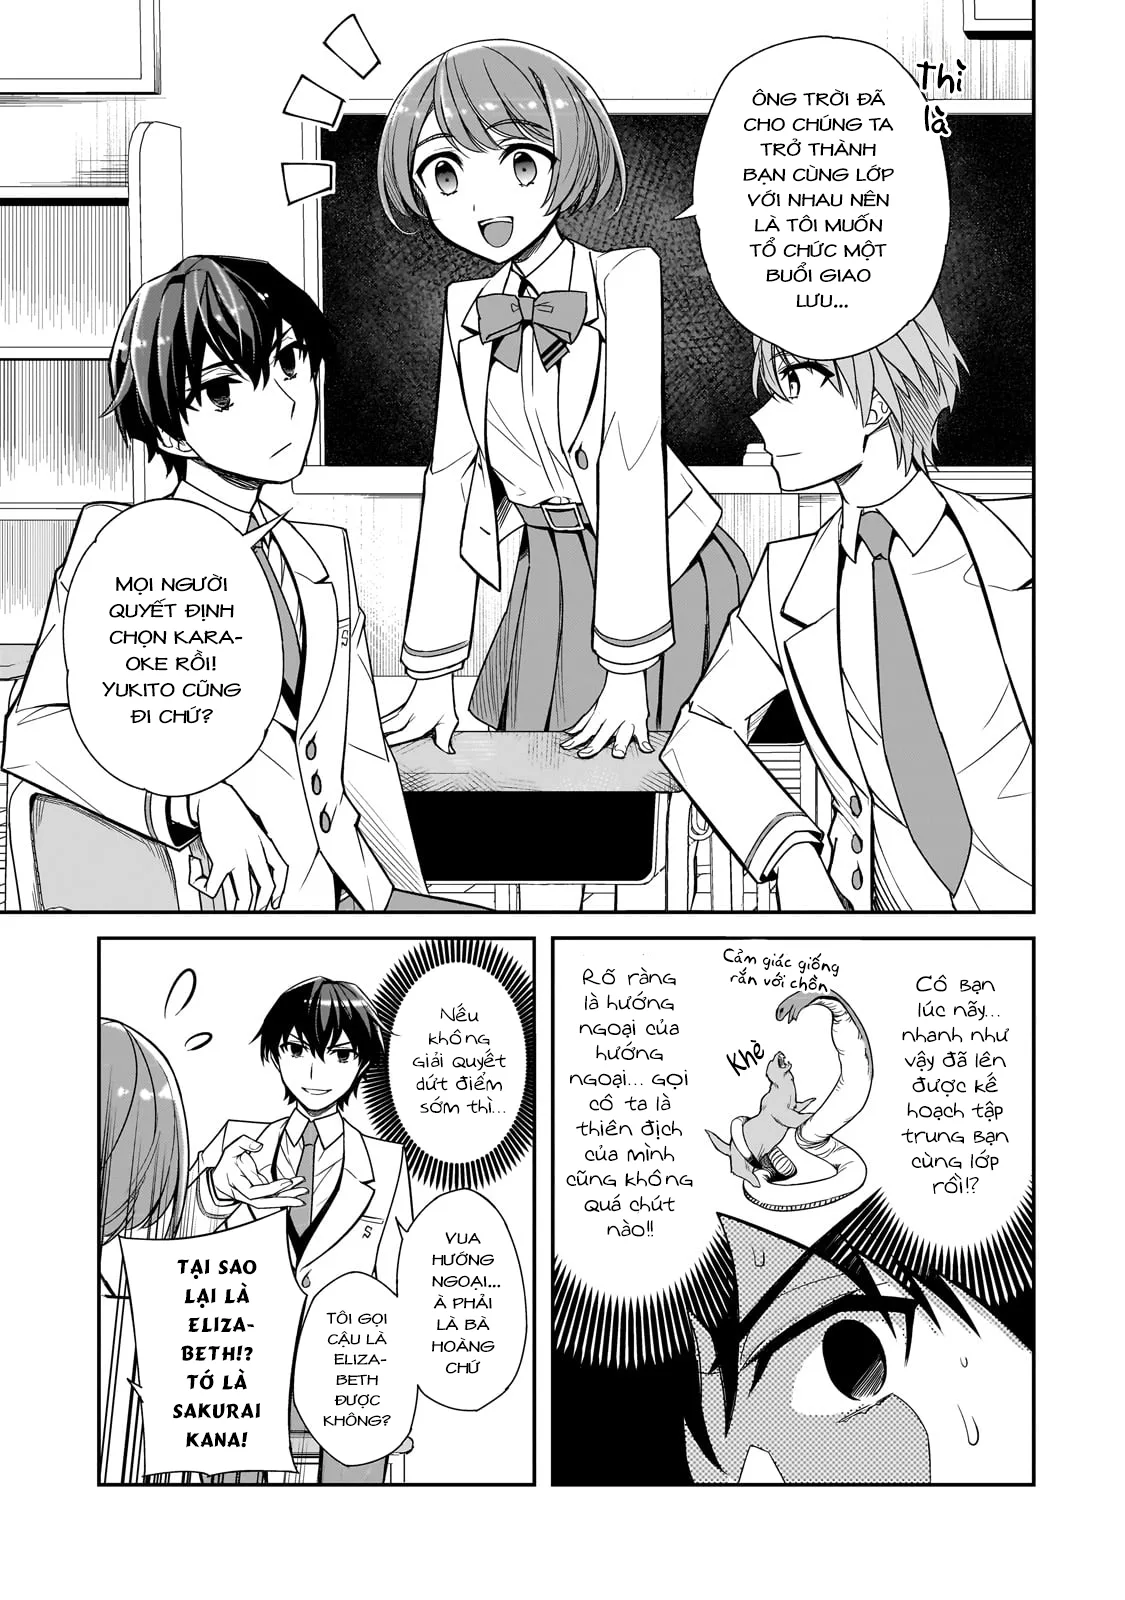 THÌ
LÀ
ÔNG TRỜI ĐÃ
CHO CHÚNG TA
TRỞ THÀNH
BẠN CÙNG LỚP
VỚI NHAU NÊN
LÀ TÔI MUỐN
TỔ CHỨC MỘT
BUỔI GIAO
LƯU...
MỌI NGƯỜI
QUYẾT ĐỊNH
CHỌN KARA-
OKE RỒI!
YUKITO CŨNG
ĐI CHỨ?
CÔ BẠN
LÚC NÃY...
NHANH NHƯ
VẬY ĐÃ LÊN
ĐƯỢC KẾ
HOẠCH TẬP
TRUNG BẠN
CÙNG LỚP
RỒI!?
Cảm giác giống
rắn với chồn
KHÈ
RÕ RÀNG
LÀ HƯỚNG
NGOẠI CỦA
HƯỚNG
NGOẠI... GỌI
CÔ TA LÀ
THIÊN ĐỊCH
CỦA MÌNH
CŨNG KHÔNG
QUÁ CHÚT
NÀO!!
NẾU
KHÔNG
GIẢI QUYẾT
DỨT ĐIỂM
SỚM THÌ...
VUA
HƯỚNG
NGOẠI...
À PHẢI
LÀ BÀ
HOÀNG
CHỨ
TÔI GỌI
CẬU LÀ
ELIZA-
BETH
ĐƯỢC
KHÔNG?
TẠI SAO
LẠI LÀ
ELIZA-
BETH!?
TỚ LÀ
SAKURAI
KANA!